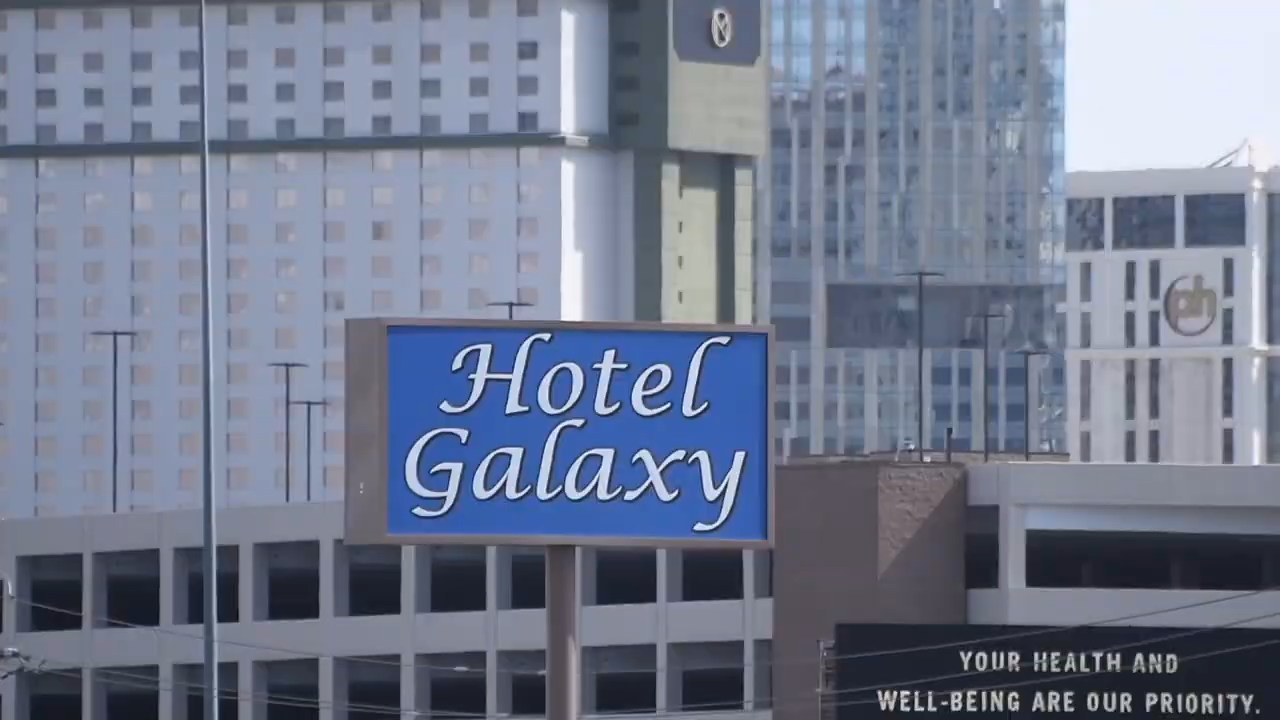 Hotel
Galaxy
ph
YOUR HEALTH AND
WELL-BEING ARE OUR PRIORITY.